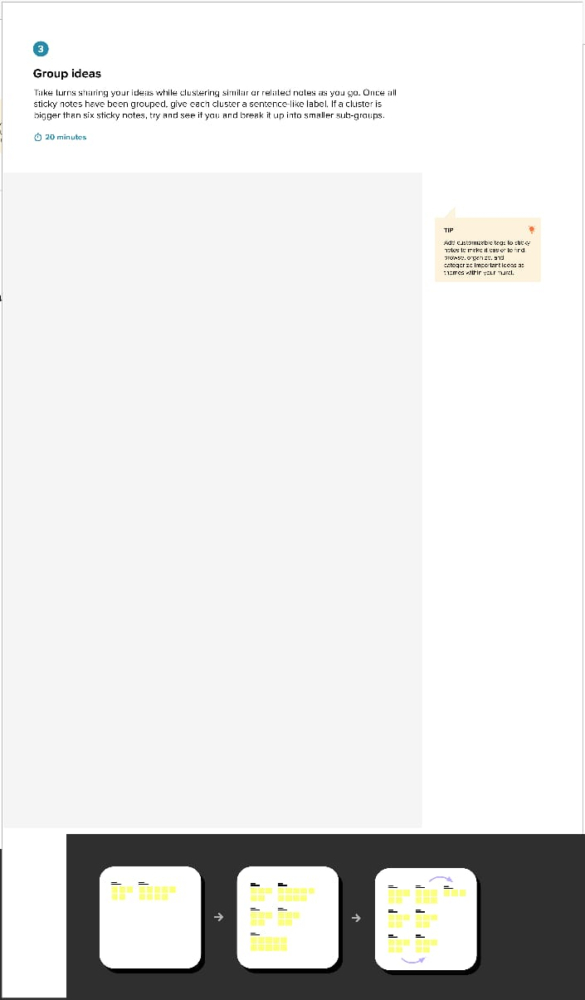 3
Group ideas
Take turns sharing your ideas while clustering similar or related notes as you go. Once all
sticky notes have been grouped, give each cluster a sentence-like label. If a cluster is
bigger than six sticky notes, try and see if you and break it up into smaller sub-groups.
20 minutes
TIP
Add customizable tags to sticky
notes to make it easier to find,
browse, organize, and
categorize important ideas as
themes within your mural.